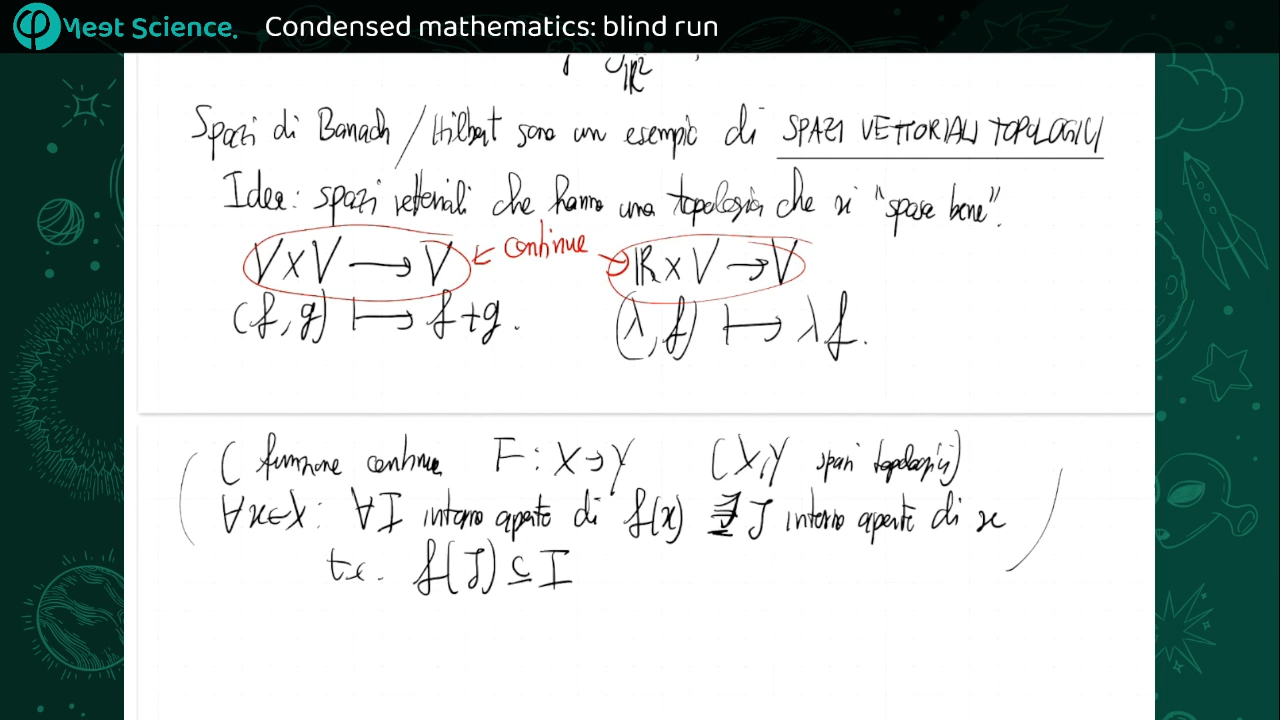 Meet Science. Condensed mathematics: blind run
Spazi di Banach / Hilbert sono un esempio di SPAZI VETTORIALI TOPOLOGICI
Idea: spazi vettoriali che hanno una topologia che si "sposa bene".
V×V → V ← continue → ℝ×V → V
(f,g) ↦ f+g. (λ,f) ↦ λf.
( funzione continua F: X→Y (X,Y spazi topologici)
∀x∈X: ∀I intorno aperto di f(x) ∃J intorno aperto di x
t.c. f(J) ⊆ I